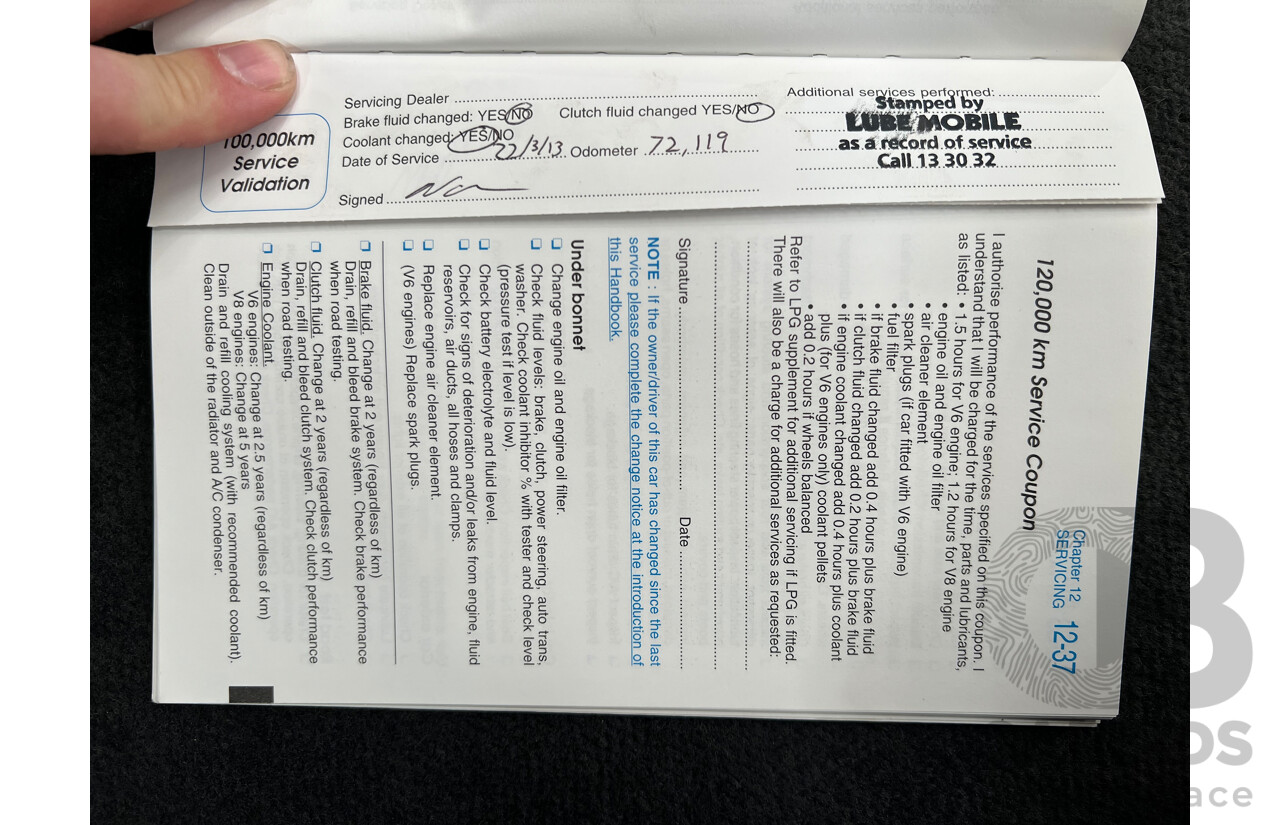 Servicing Dealer
Brake fluid changed: YES/NO Clutch fluid changed YES/NO
Coolant changed: YES/NO
Date of Service 22/3/13 Odometer 72,119
Signed
100,000km
Service
Validation
Additional services performed:
Stamped by
LUBE MOBILE
as a record of service
Call 13 30 32
Chapter 12
SERVICING 12-37
120,000 km Service Coupon
I authorise performance of the services specified on this coupon. I
understand that I will be charged for the time, parts and lubricants,
as listed: • 1.5 hours for V6 engine; 1.2 hours for V8 engine
• engine oil and engine oil filter
• air cleaner element
• spark plugs (if car fitted with V6 engine)
• fuel filter
• if brake fluid changed add 0.4 hours plus brake fluid
• if clutch fluid changed add 0.2 hours plus brake fluid
• if engine coolant changed add 0.4 hours plus coolant
plus (for V6 engines only) coolant pellets
• add 0.2 hours if wheels balanced
Refer to LPG supplement for additional servicing if LPG is fitted.
There will also be a charge for additional services as requested:
Signature Date
NOTE : If the owner/driver of this car has changed since the last
service please complete the change notice at the introduction of
this Handbook.
Under bonnet
❑ Change engine oil and engine oil filter.
❑ Check fluid levels: brake, clutch, power steering, auto trans,
washer. Check coolant inhibitor % with tester and check level
(pressure test if level is low).
❑ Check battery electrolyte and fluid level.
❑ Check for signs of deterioration and/or leaks from engine, fluid
reservoirs, air ducts, all hoses and clamps.
❑ Replace engine air cleaner element.
❑ (V6 engines) Replace spark plugs.
❑ Brake fluid. Change at 2 years (regardless of km)
Drain, refill and bleed brake system. Check brake performance
when road testing.
❑ Clutch fluid. Change at 2 years (regardless of km)
Drain, refill and bleed clutch system. Check clutch performance
when road testing.
❑ Engine Coolant.
V6 engines: Change at 2.5 years (regardless of km)
V8 engines: Change at 5 years
Drain and refill cooling system (with recommended coolant).
Clean outside of the radiator and A/C condenser.